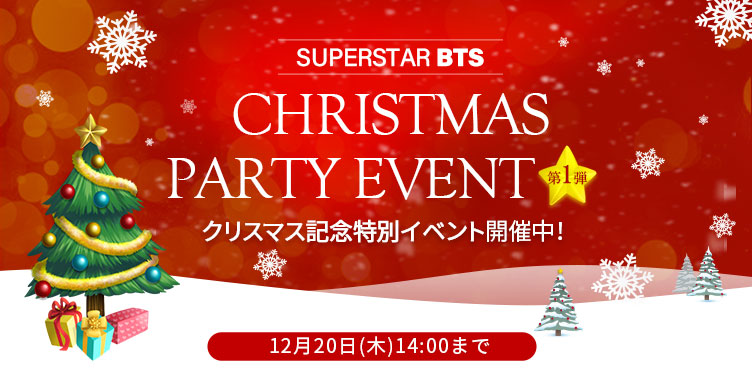 SUPERSTAR BTS
CHRISTMAS
PARTY EVENT
第1弾
クリスマス記念特別イベント開催中!
12月20日(木)14:00まで